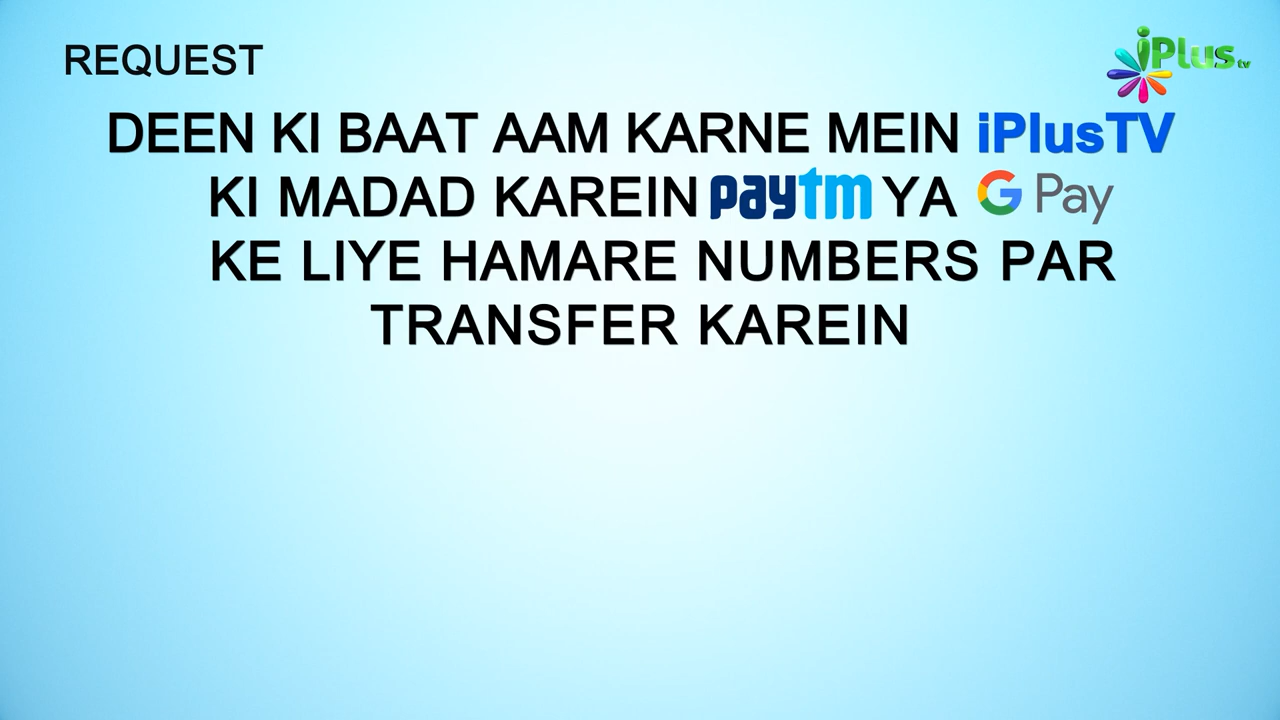 REQUEST
iPlus tv
DEEN KI BAAT AAM KARNE MEIN iPlusTV
KI MADAD KAREIN paytm YA G Pay
KE LIYE HAMARE NUMBERS PAR
TRANSFER KAREIN